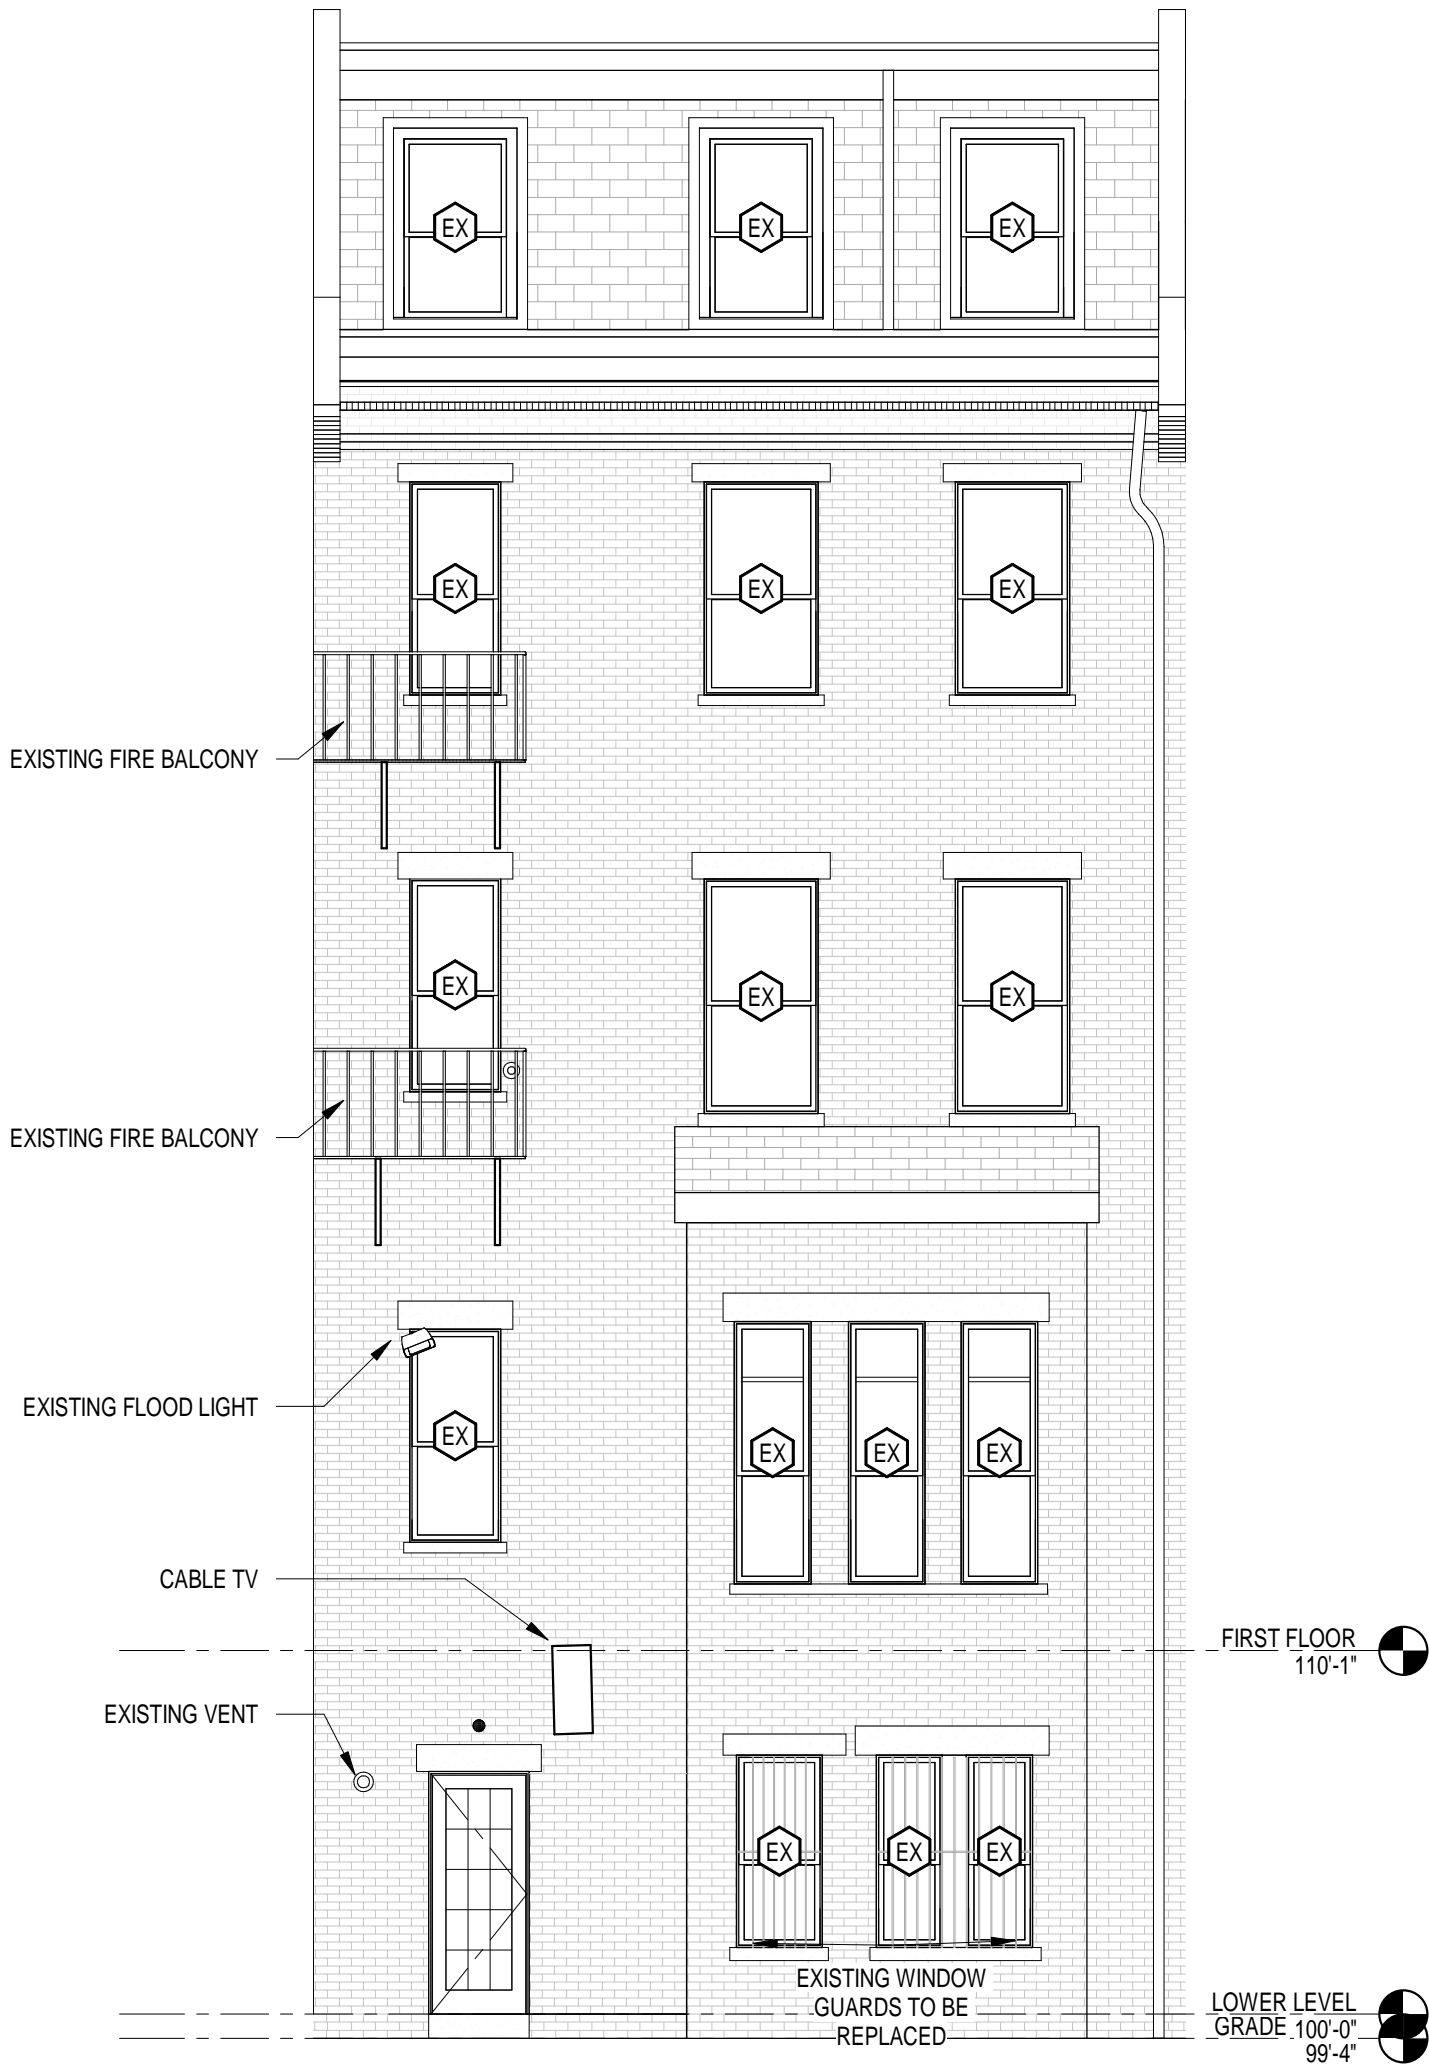 EX EX EX
EX EX EX
EXISTING FIRE BALCONY
EX EX EX
EXISTING FIRE BALCONY
EXISTING FLOOD LIGHT
EX EX EX EX
CABLE TV
FIRST FLOOR
110'-1"
EXISTING VENT
EX EX EX
EXISTING WINDOW
GUARDS TO BE
REPLACED
LOWER LEVEL
100'-0"
GRADE
99'-4"